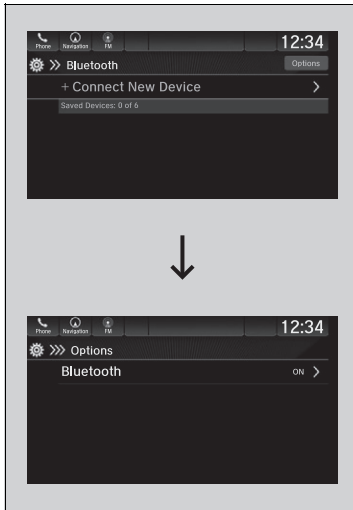 Phone Navigation FM 12:34
Bluetooth Options
+ Connect New Device
Saved Devices: 0 of 6
Phone Navigation FM 12:34
Options
Bluetooth ON